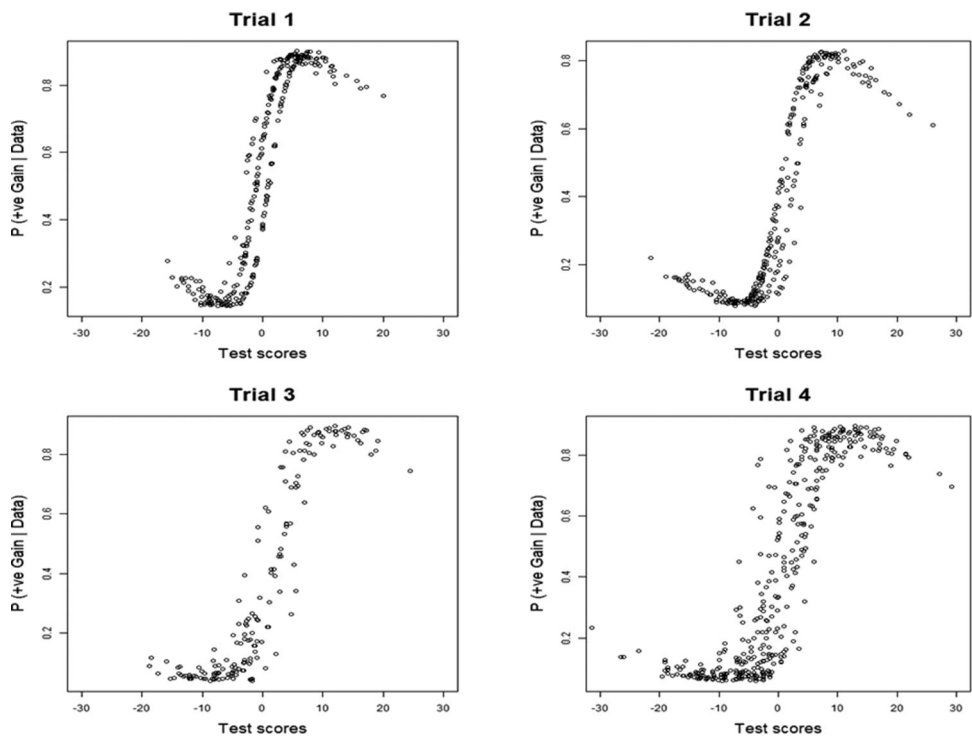 Trial 1
P (+ve Gain | Data)
0.8
0.6
0.4
0.2
-30 -20 -10 0 10 20 30
Test scores
Trial 2
P (+ve Gain | Data)
0.8
0.6
0.4
0.2
-30 -20 -10 0 10 20 30
Test scores
Trial 3
P (+ve Gain | Data)
0.8
0.6
0.4
0.2
-30 -20 -10 0 10 20 30
Test scores
Trial 4
P (+ve Gain | Data)
0.8
0.6
0.4
0.2
-30 -20 -10 0 10 20 30
Test scores